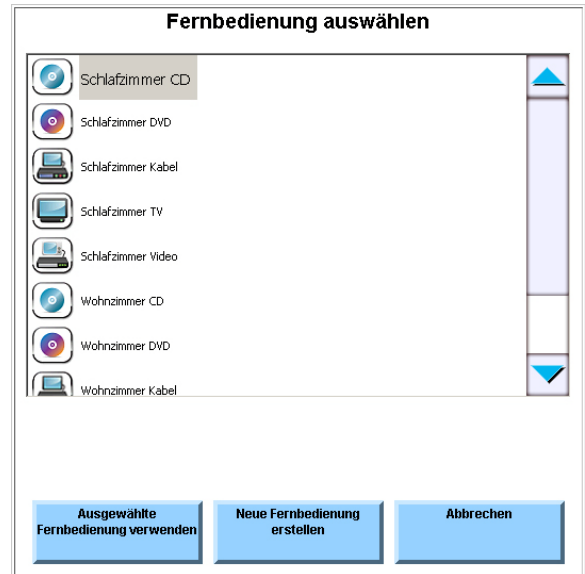 Fernbedienung auswählen
Schlafzimmer CD
Schlafzimmer DVD
Schlafzimmer Kabel
Schlafzimmer TV
Schlafzimmer Video
Wohnzimmer CD
Wohnzimmer DVD
Wohnzimmer Kabel
Ausgewählte
Fernbedienung verwenden
Neue Fernbedienung
erstellen
Abbrechen